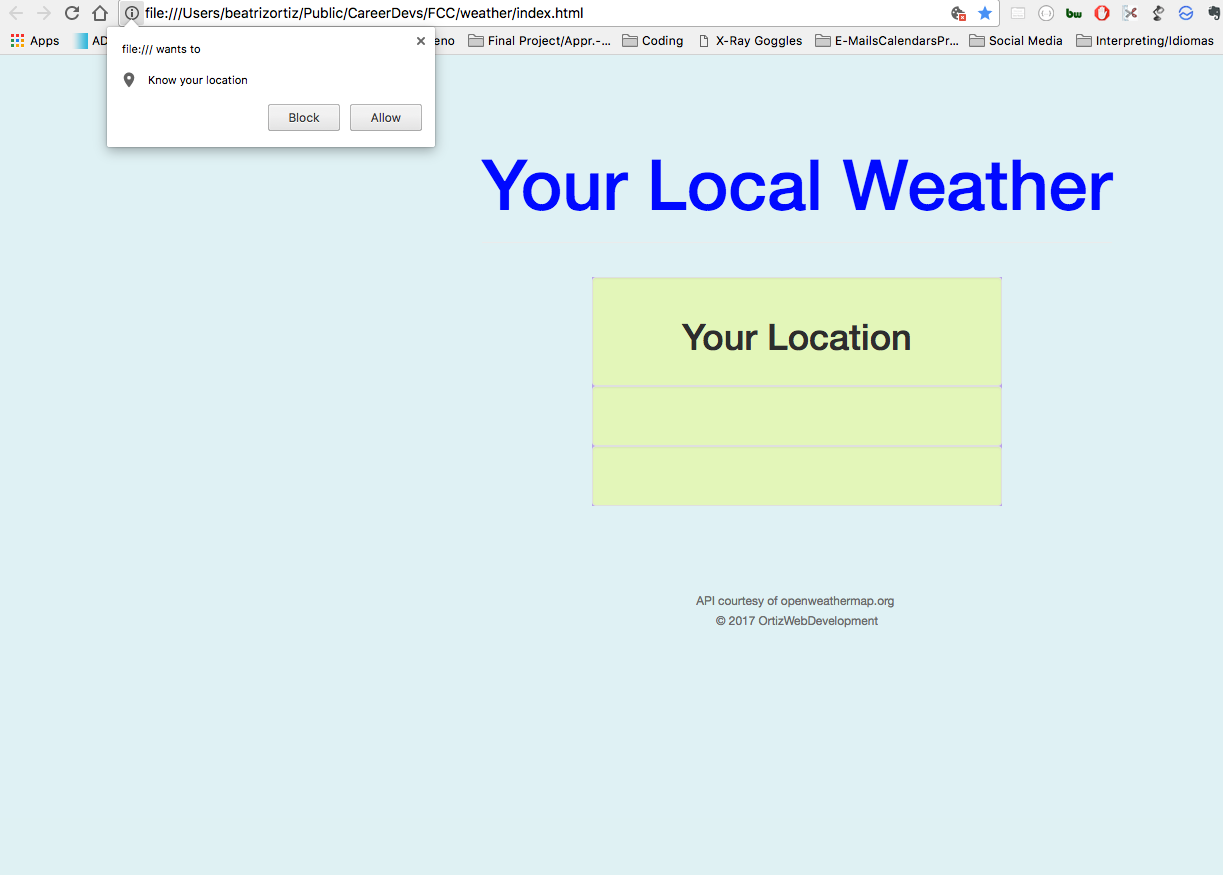 file:///Users/beatrizortiz/Public/CareerDevs/FCC/weather/index.html
bw
Apps AD eno Final Project/Appr.-... Coding X-Ray Goggles E-MailsCalendarsPr... Social Media Interpreting/Idiomas
file:/// wants to
Know your location
Block Allow
Your Local Weather
Your Location
API courtesy of openweathermap.org
© 2017 OrtizWebDevelopment